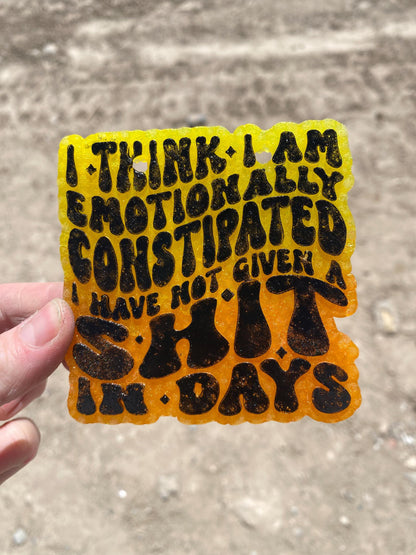 I THINK I AM
EMOTIONALLY
CONSTIPATED
I HAVE NOT GIVEN A
SHIT
IN DAYS